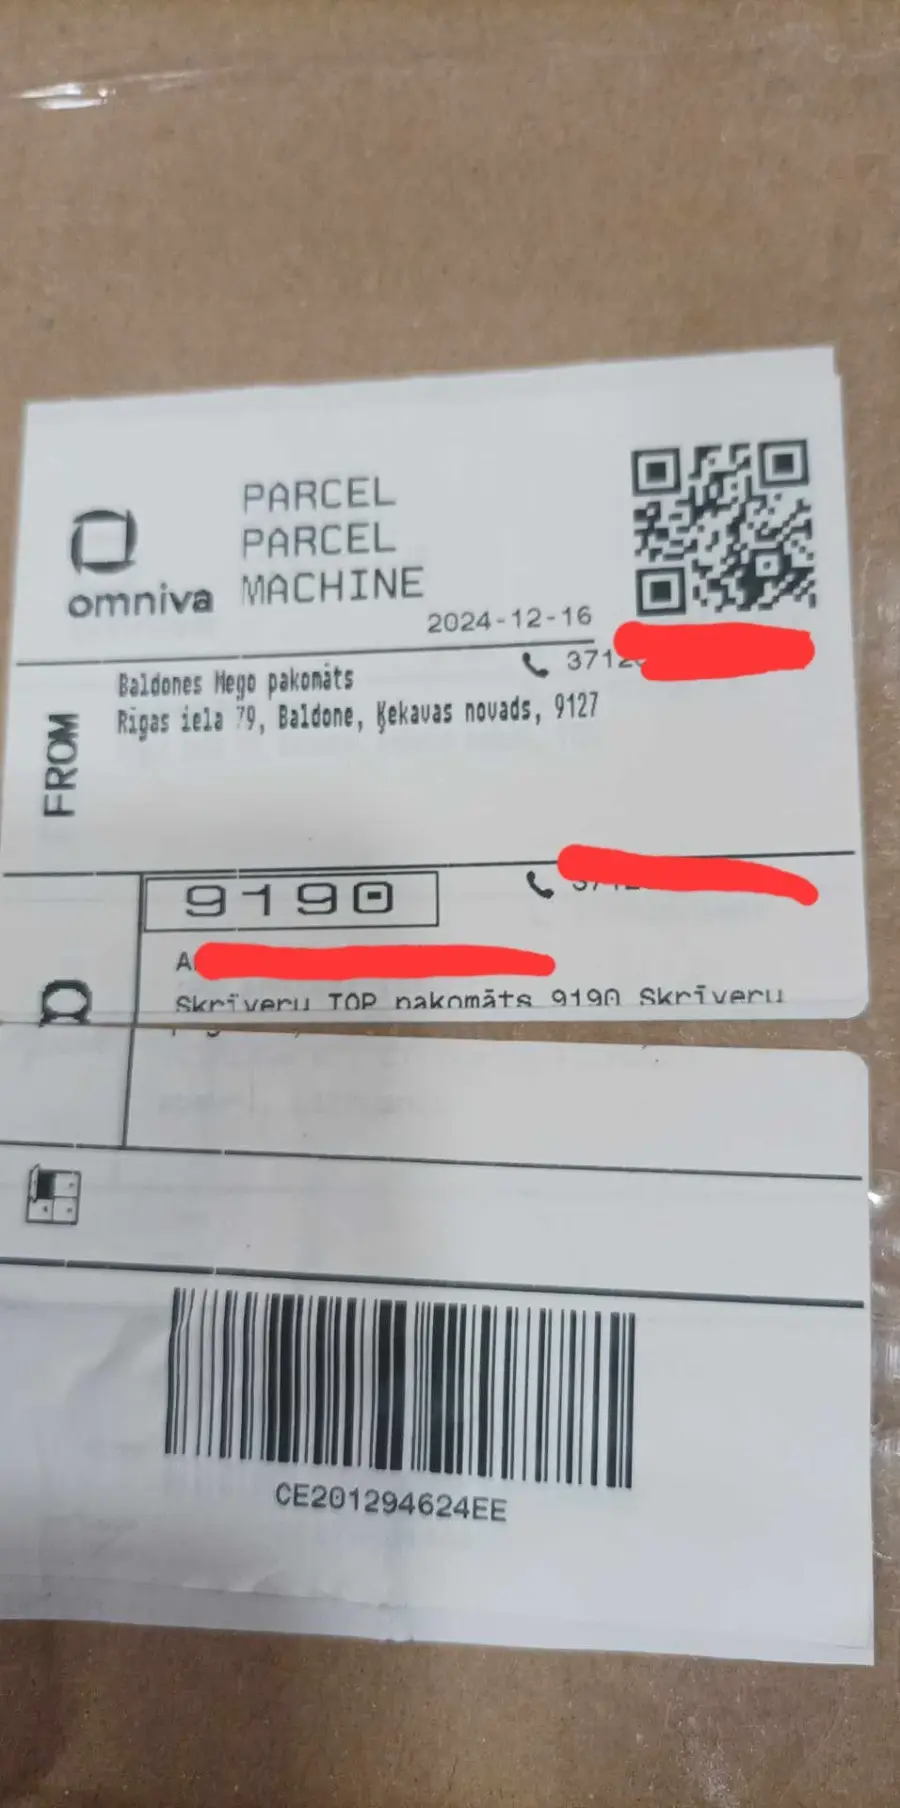 omniva
PARCEL
PARCEL
MACHINE
2024-12-16
3712
FROM
Baldones Mego pakomāts
Rīgas iela 79, Baldone, Ķekavas novads, 9127
9190
A
Skrīveru TOP pakomāts 9190 Skrīveru
CE201294624EE